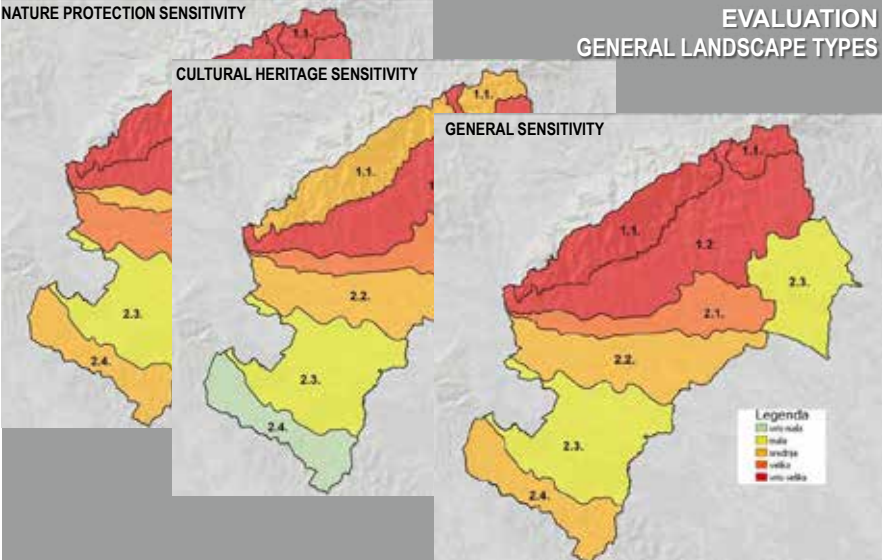 NATURE PROTECTION SENSITIVITY
EVALUATION
GENERAL LANDSCAPE TYPES
CULTURAL HERITAGE SENSITIVITY
GENERAL SENSITIVITY
1.1.
2.3.
2.4.
1.1.
1.1.
2.2.
2.3.
2.4.
1.1.
1.1.
1.2.
2.3.
2.1.
2.2.
2.3.
2.4.
Legenda
vrlo mala
mala
srednja
velika
vrlo velika